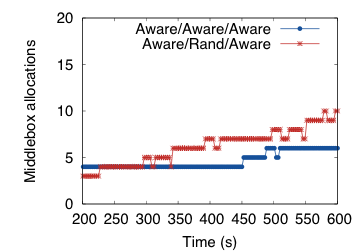 20
15
10
5
0
Middlebox allocations
Aware/Aware/Aware
Aware/Rand/Aware
200 250 300 350 400 450 500 550 600
Time (s)